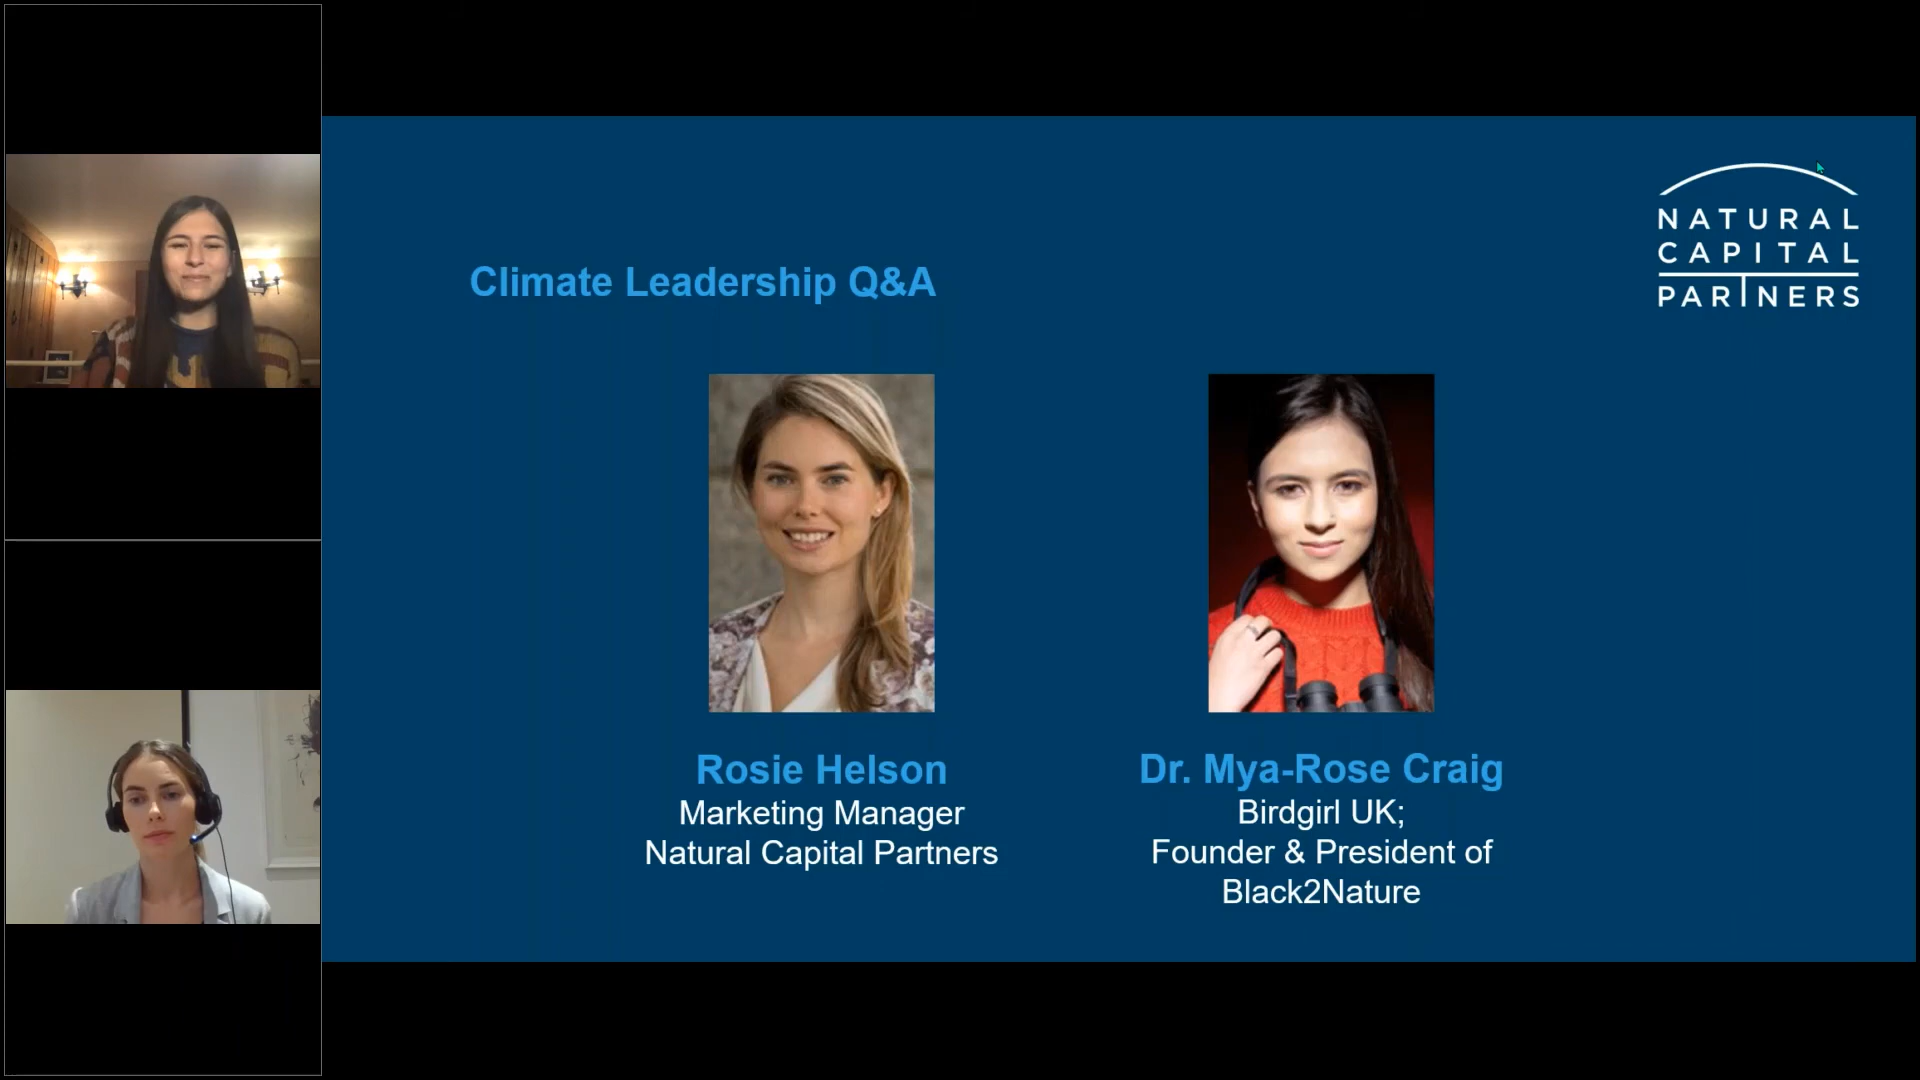 Climate Leadership Q&A
NATURAL
CAPITAL
PARTNERS
Rosie Helson
Marketing Manager
Natural Capital Partners
Dr. Mya-Rose Craig
Birdgirl UK;
Founder & President of
Black2Nature